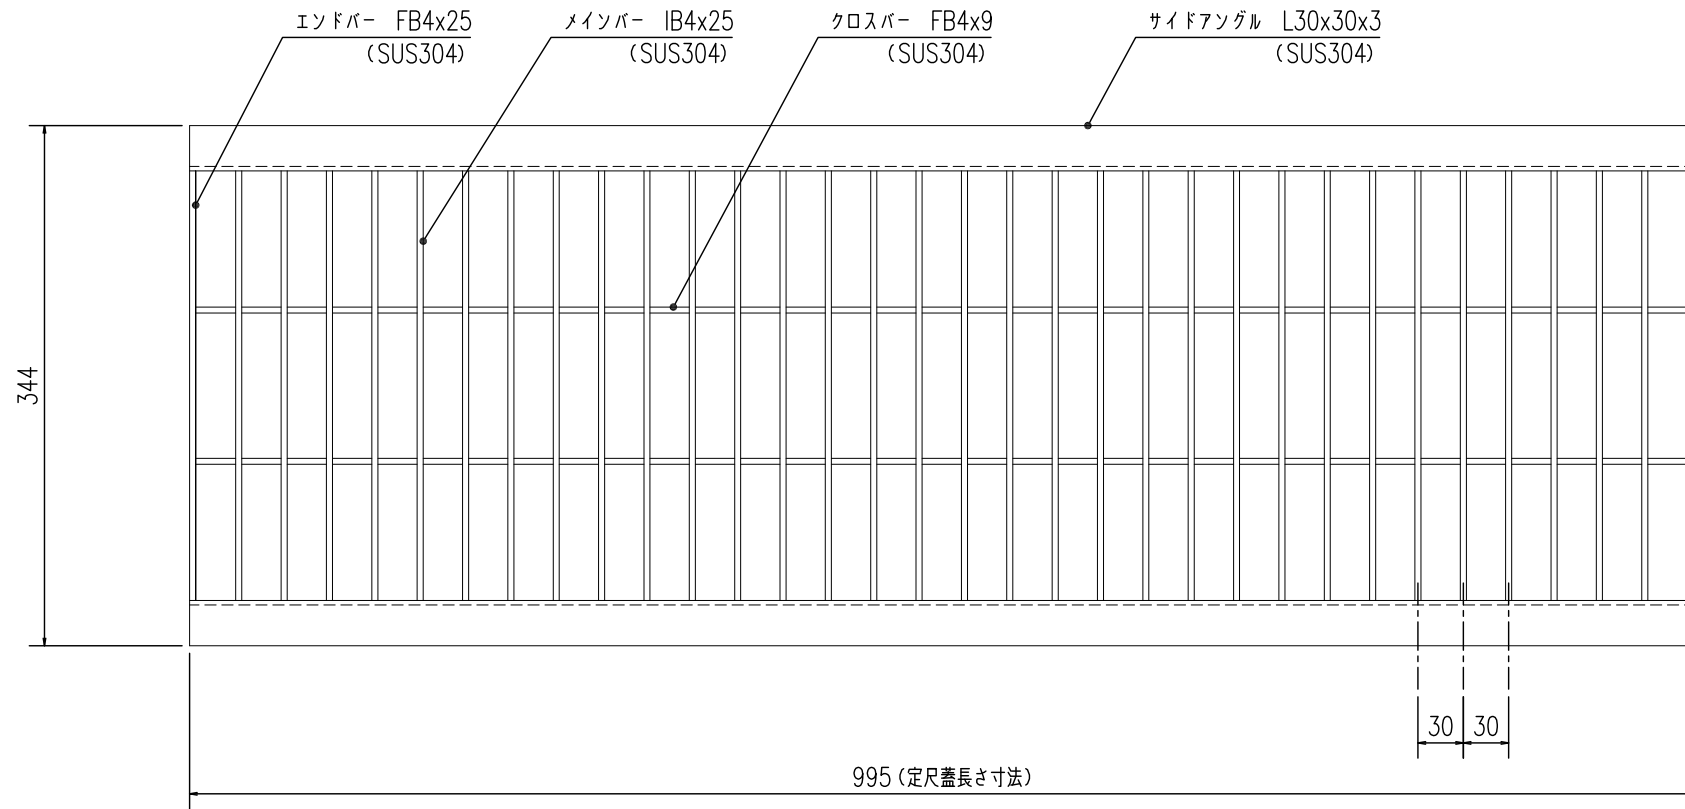 エンドバー FB4x25
(SUS304)
メインバー IB4x25
(SUS304)
クロスバー FB4x9
(SUS304)
サイドアングル L30x30x3
(SUS304)
344
30 30
995(定尺蓋長さ寸法)